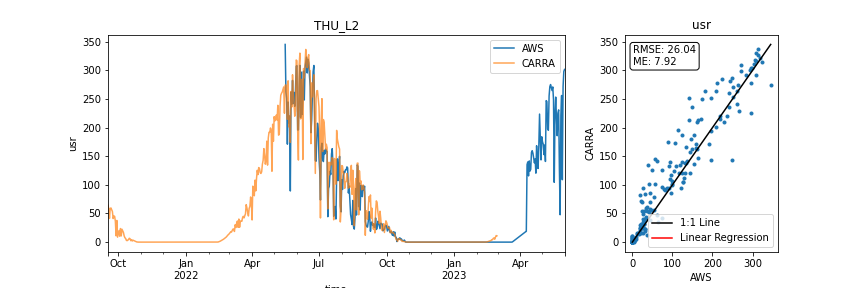 THU_L2
usr
350
300
250
200
150
100
50
0
usr
AWS
CARRA
Oct
Jan
2022
Apr
Jul
Oct
Jan
2023
Apr
time
usr
350
300
250
200
150
100
50
0
CARRA
RMSE: 26.04
ME: 7.92
1:1 Line
Linear Regression
0
100
200
300
AWS